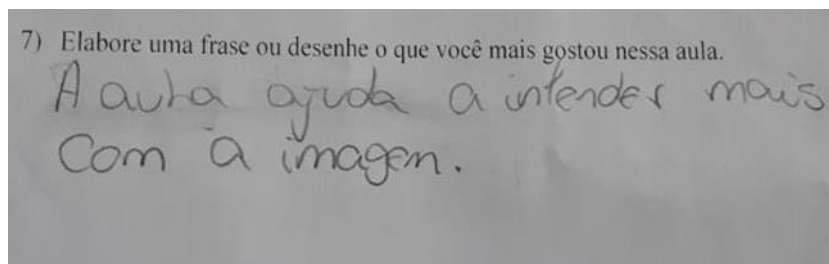 7) Elabore uma frase ou desenhe o que você mais gostou nessa aula.
A aula ajuda a intender mais
Com a imagem.